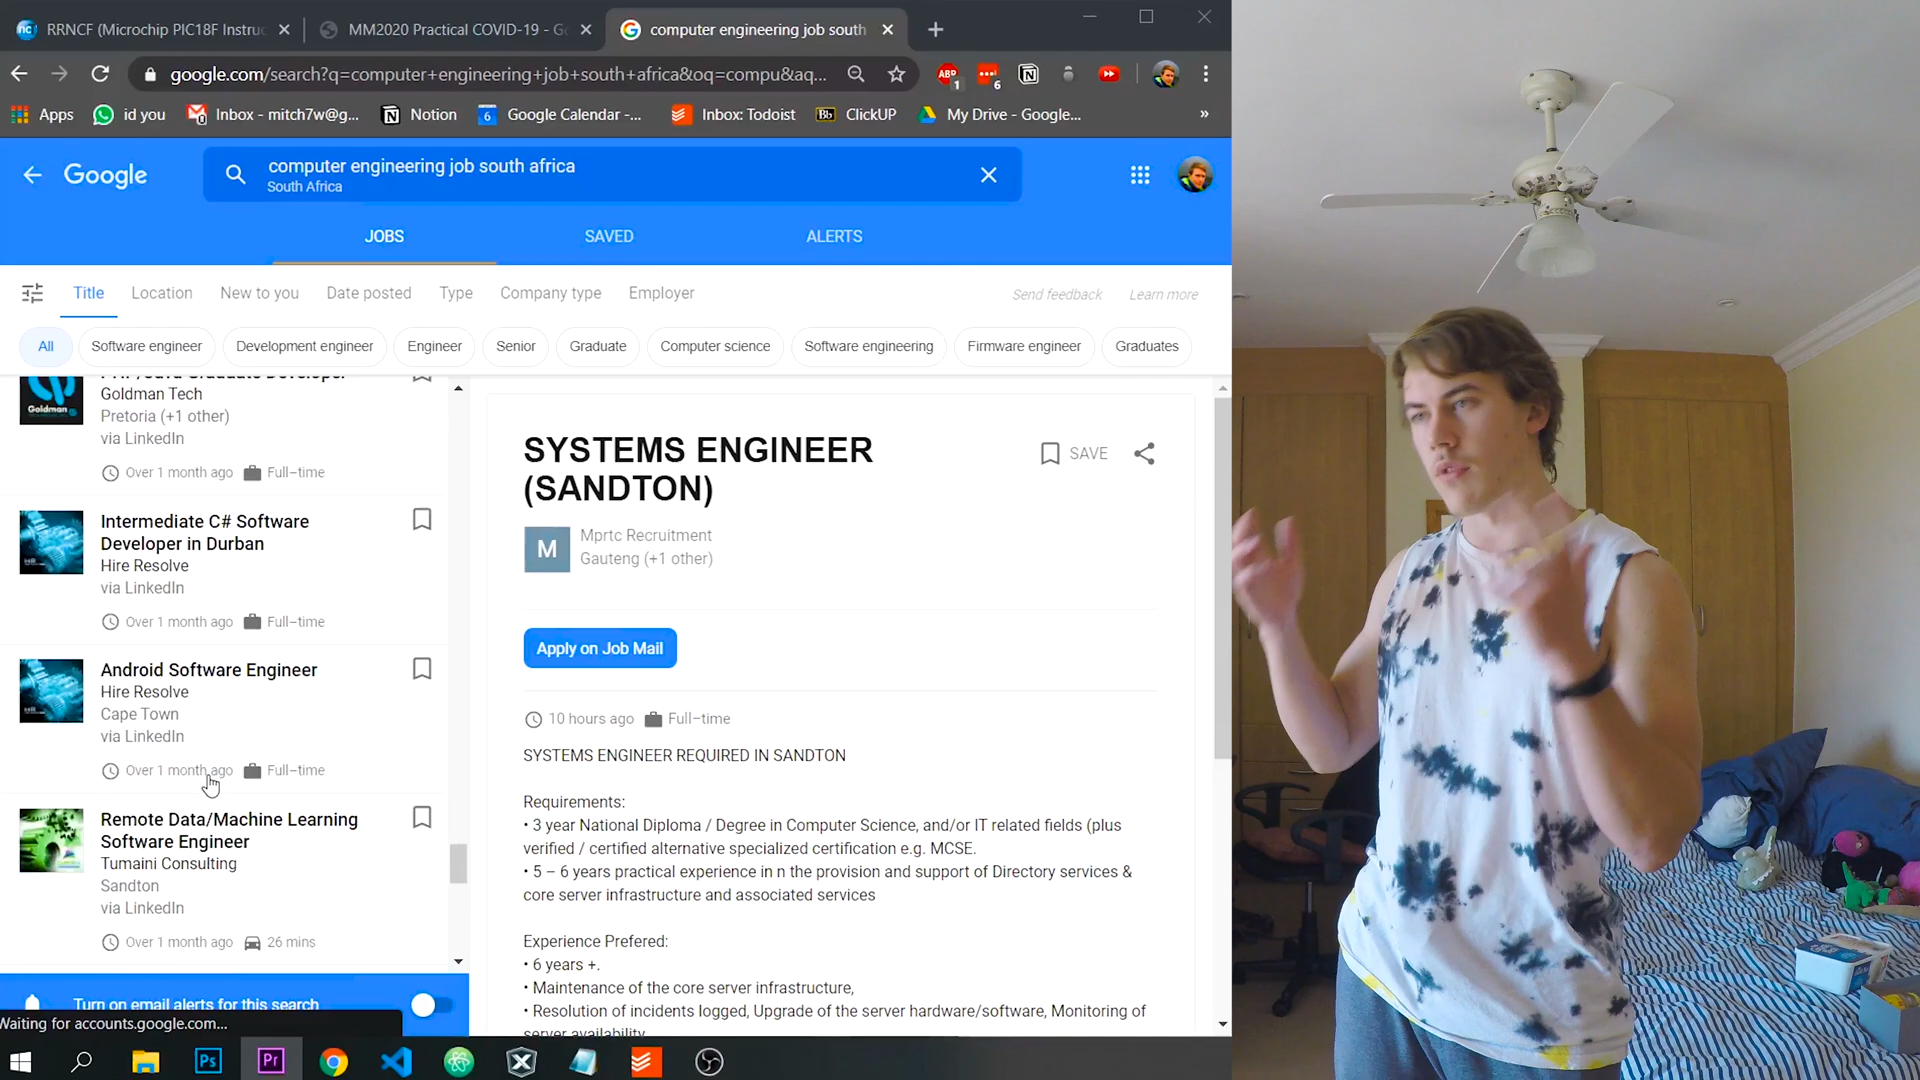 RRNCF (Microchip PIC18F Instruc
MM2020 Practical COVID-19 - Go
computer engineering job south
google.com/search?q=computer+engineering+job+south+africa&oq=compu&aq...
ABP
1
6
Apps
id you
Inbox - mitch7w@g...
Notion
Google Calendar -...
Inbox: Todoist
ClickUP
My Drive - Google...
»
Google
computer engineering job south africa
South Africa
JOBS
SAVED
ALERTS
Title
Location
New to you
Date posted
Type
Company type
Employer
Send feedback
Learn more
All
Software engineer
Development engineer
Engineer
Senior
Graduate
Computer science
Software engineering
Firmware engineer
Graduates
Goldman
Goldman Tech
Pretoria (+1 other)
via LinkedIn
Over 1 month ago
Full-time
Intermediate C# Software
Developer in Durban
Hire Resolve
via LinkedIn
Over 1 month ago
Full-time
Android Software Engineer
Hire Resolve
Cape Town
via LinkedIn
Over 1 month ago
Full-time
Remote Data/Machine Learning
Software Engineer
Tumaini Consulting
Sandton
via LinkedIn
Over 1 month ago
26 mins
Turn on email alerts for this search
Waiting for accounts.google.com...
SYSTEMS ENGINEER
(SANDTON)
SAVE
M
Mprtc Recruitment
Gauteng (+1 other)
Apply on Job Mail
10 hours ago
Full-time
SYSTEMS ENGINEER REQUIRED IN SANDTON
Requirements:
• 3 year National Diploma / Degree in Computer Science, and/or IT related fields (plus
verified / certified alternative specialized certification e.g. MCSE.
• 5 – 6 years practical experience in n the provision and support of Directory services &
core server infrastructure and associated services
Experience Prefered:
• 6 years +.
• Maintenance of the core server infrastructure,
• Resolution of incidents logged, Upgrade of the server hardware/software, Monitoring of
server availability
Ps
Pr